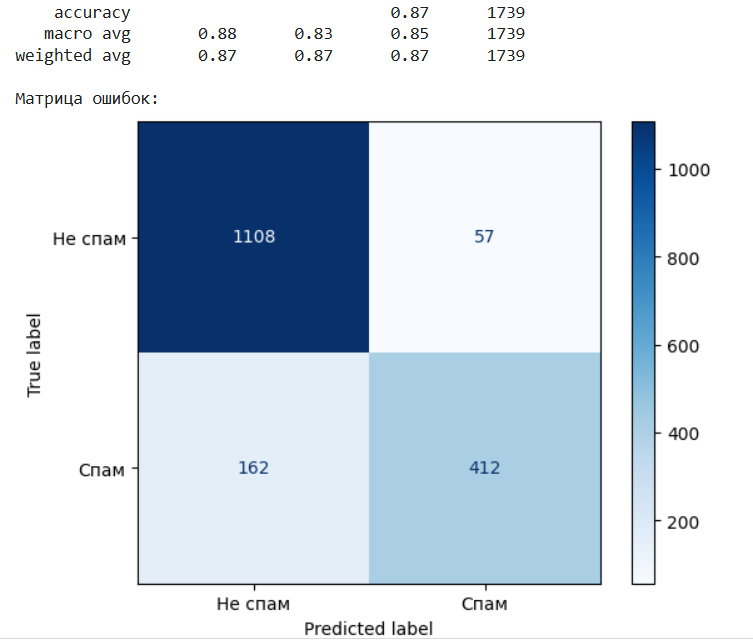 accuracy 0.87 1739
macro avg 0.88 0.83 0.85 1739
weighted avg 0.87 0.87 0.87 1739
Матрица ошибок:
1000
Не спам 1108 57
800
600
True label
400
Спам 162 412
200
Не спам Спам
Predicted label